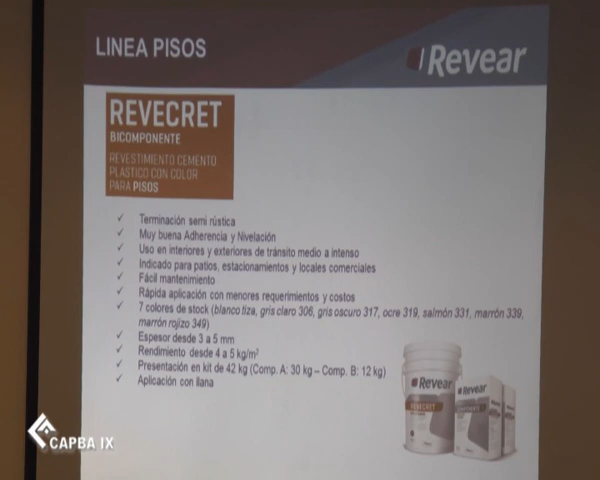 LINEA PISOS
Revear
REVECRET
BICOMPONENTE
REVESTIMIENTO CEMENTO
PLASTICO CON COLOR
PARA PISOS
✓ Terminación semi rústica
✓ Muy buena Adherencia y Nivelación
✓ Uso en interiores y exteriores de tránsito medio a intenso
✓ Indicado para patios, estacionamientos y locales comerciales
✓ Fácil mantenimiento
✓ Rápida aplicación con menores requerimientos y costos
✓ 7 colores de stock (blanco tiza, gris claro 306, gris oscuro 317, ocre 319, salmón 331, marrón 339,
marrón rojizo 349)
✓ Espesor desde 3 a 5 mm
✓ Rendimiento desde 4 a 5 kg/m²
✓ Presentación en kit de 42 kg (Comp. A: 30 kg – Comp. B: 12 kg)
✓ Aplicación con llana
Revear
REVECRET
Revear
CAPBA IX